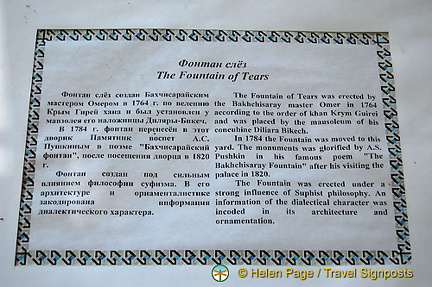 Фонтан слёз
The Fountain of Tears
Фонтан слёз создан Бахчисарайским
мастером Омером в 1764 г. по велению
Крым Гирей хана и был установлен у
мавзолея его наложницы Диляры-Бикеч.
В 1784 г. фонтан перенесён в этот
дворик Памятник воспет А.С.
Пушкиным в поэме "Бахчисарайский
фонтан", после посещения дворца в 1820
г.
Фонтан создан под сильным
влиянием философии суфизма. В его
архитектуре и орнаменталистике
закодирована информация
диалектического характера.
The Fountain of Tears was erected by
the Bakhchisaray master Omer in 1764
according to the order of khan Krym Guirei
and was placed by the mausoleum of his
concubine Diliara Bikech.
In 1784 the Fountain was moved to this
yard. The monuments was glorified by A.S.
Pushkin in his famous poem "The
Bakhchisaray Fountain" after his visiting the
palace in 1820.
The Fountain was erected under a
strong influence of Suphist philosophy. An
information of the dialectical character was
incoded in its architecture and
ornamentation.
© Helen Page / Travel Signposts